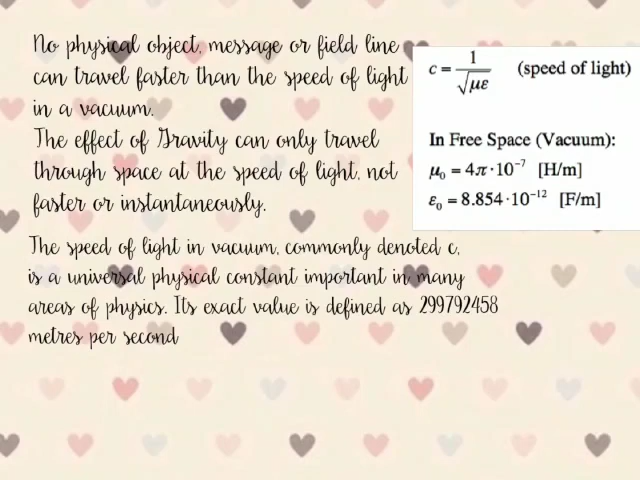 No physical object, message or field line
can travel faster than the speed of light
in a vacuum.
The effect of Gravity can only travel
through space at the speed of light, not
faster or instantaneously.
The speed of light in vacuum, commonly denoted c,
is a universal physical constant important in many
areas of physics. Its exact value is defined as 299792458
metres per second
c = 1/√με (speed of light)
In Free Space (Vacuum):
μ₀ = 4π·10⁻⁷ [H/m]
ε₀ = 8.854·10⁻¹² [F/m]